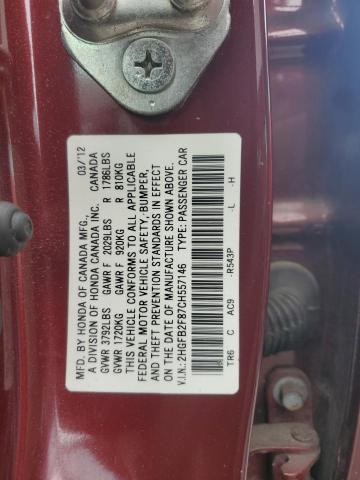 MFD. BY HONDA OF CANADA MFG., 03/'12
A DIVISION OF HONDA CANADA INC. CANADA
GVWR 3792LBS GAWR F 2029LBS R 1786LBS
GVWR 1720KG GAWR F 920KG R 810KG
THIS VEHICLE CONFORMS TO ALL APPLICABLE
FEDERAL MOTOR VEHICLE SAFETY, BUMPER,
AND THEFT PREVENTION STANDARDS IN EFFECT
ON THE DATE OF MANUFACTURE SHOWN ABOVE.
V.I.N.: 2HGFB2F87CH557146 TYPE: PASSENGER CAR
TR6 C AC9 -R543P -L -H